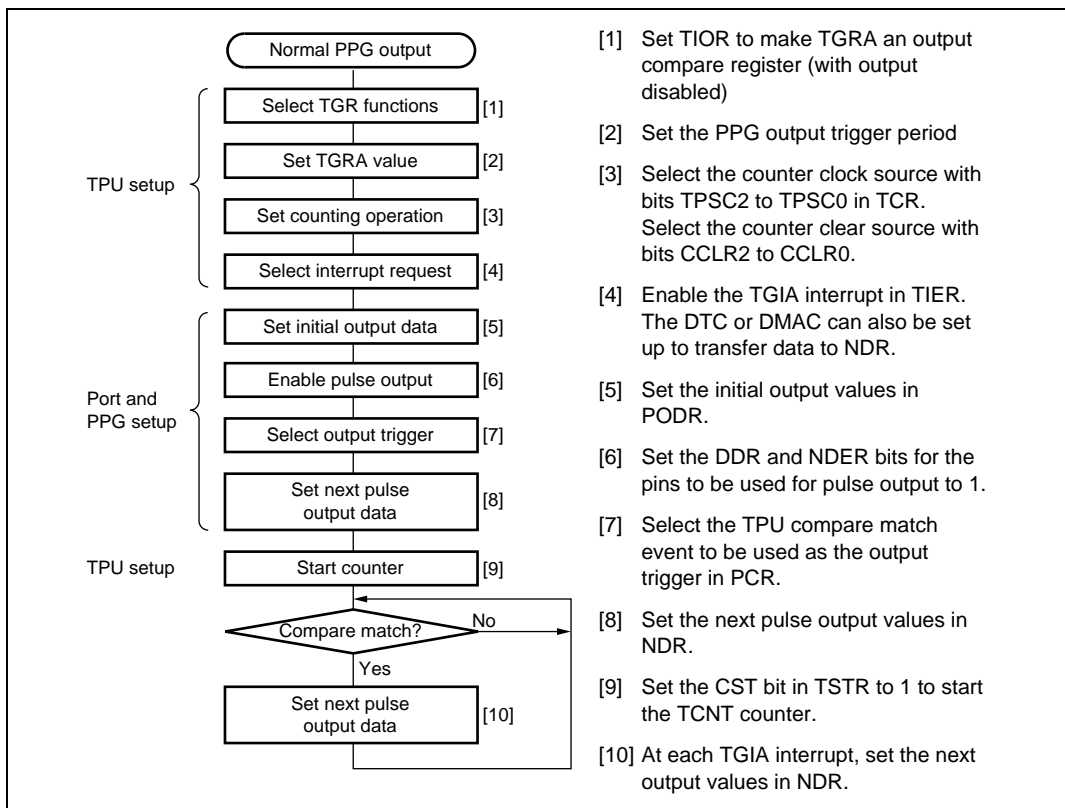 Normal PPG output
Select TGR functions [1]
Set TGRA value [2]
TPU setup
Set counting operation [3]
Select interrupt request [4]
Set initial output data [5]
Enable pulse output [6]
Port and
PPG setup
Select output trigger [7]
Set next pulse
output data [8]
TPU setup
Start counter [9]
Compare match? No
Yes
Set next pulse
output data [10]
[1] Set TIOR to make TGRA an output
compare register (with output
disabled)
[2] Set the PPG output trigger period
[3] Select the counter clock source with
bits TPSC2 to TPSC0 in TCR.
Select the counter clear source with
bits CCLR2 to CCLR0.
[4] Enable the TGIA interrupt in TIER.
The DTC or DMAC can also be set
up to transfer data to NDR.
[5] Set the initial output values in
PODR.
[6] Set the DDR and NDER bits for the
pins to be used for pulse output to 1.
[7] Select the TPU compare match
event to be used as the output
trigger in PCR.
[8] Set the next pulse output values in
NDR.
[9] Set the CST bit in TSTR to 1 to start
the TCNT counter.
[10] At each TGIA interrupt, set the next
output values in NDR.